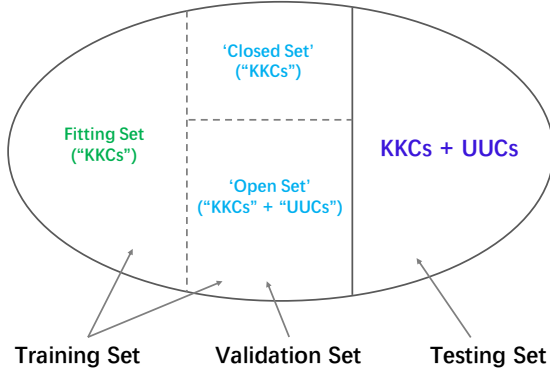 ‘Closed Set’
(“KKCs”)
Fitting Set
(“KKCs”)
KKCs + UUCs
‘Open Set’
(“KKCs” + “UUCs”)
Training Set
Validation Set
Testing Set